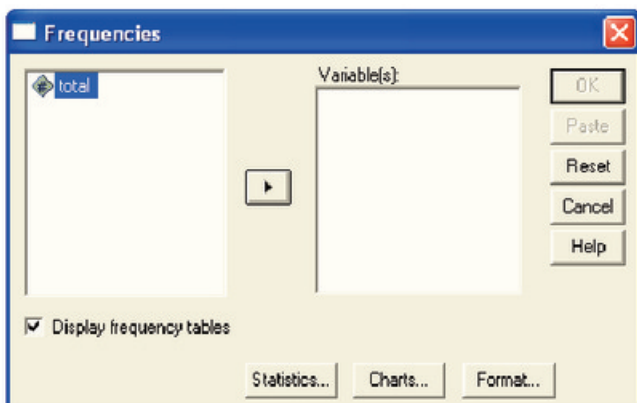 Frequencies
total
Variable(s):
OK
Paste
Reset
Cancel
Help
Display frequency tables
Statistics...
Charts...
Format...